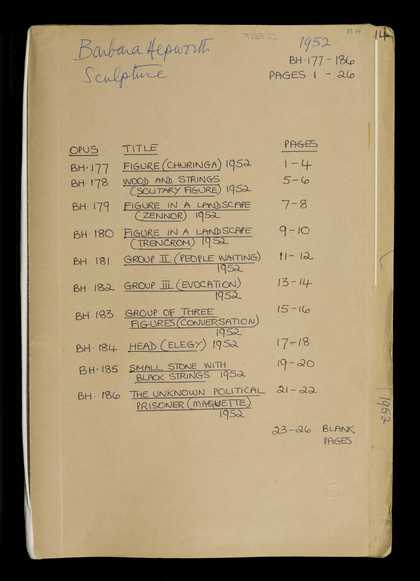 1952
MA
14
Barbara Hepworth
Sculpture
BH·177 - 186
PAGES 1 - 26
OPUS TITLE PAGES
BH·177 FIGURE (CHURINGA) 1952 1-4
BH 178 WOOD AND STRINGS 5-6
(SOLITARY FIGURE) 1952
BH 179 FIGURE IN A LANDSCAPE 7-8
(ZENNOR) 1952
BH 180 FIGURE IN A LANDSCAPE 9-10
(TRENCROM) 1952
BH 181 GROUP II (PEOPLE WAITING) 11-12
1952
BH 182 GROUP III (EVOCATION) 13-14
1952
BH 183 GROUP OF THREE 15-16
FIGURES (CONVERSATION)
1952
BH·184 HEAD (ELEGY) 1952 17-18
BH·185 SMALL STONE WITH 19-20
BLACK STRINGS 1952
BH·186 THE UNKNOWN POLITICAL 21-22
PRISONER (MAQUETTE)
1952
23-26 BLANK
PAGES
1952